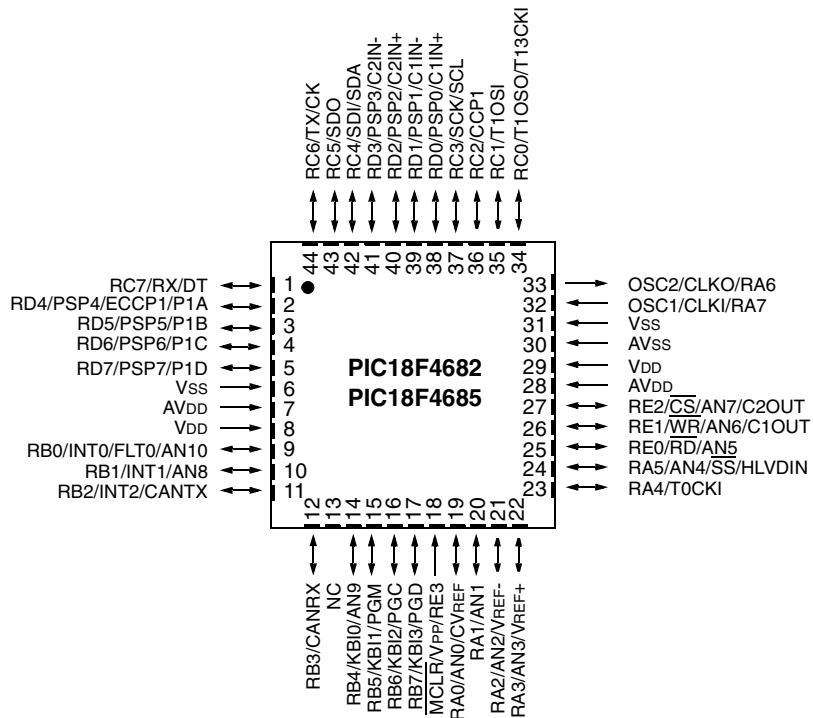 RC6/TX/CK
RC5/SDO
RC4/SDI/SDA
RD3/PSP3/C2IN-
RD2/PSP2/C2IN+
RD1/PSP1/C1IN-
RD0/PSP0/C1IN+
RC3/SCK/SCL
RC2/CCP1
RC1/T1OSI
RC0/T1OSO/T13CKI
44
43
42
41
40
39
38
37
36
35
34
RC7/RX/DT 1
RD4/PSP4/ECCP1/P1A 2
RD5/PSP5/P1B 3
RD6/PSP6/P1C 4
RD7/PSP7/P1D 5
VSS 6
AVDD 7
VDD 8
RB0/INT0/FLT0/AN10 9
RB1/INT1/AN8 10
RB2/INT2/CANTX 11
PIC18F4682
PIC18F4685
33 OSC2/CLKO/RA6
32 OSC1/CLKI/RA7
31 VSS
30 AVSS
29 VDD
28 AVDD
27 RE2/CS/AN7/C2OUT
26 RE1/WR/AN6/C1OUT
25 RE0/RD/AN5
24 RA5/AN4/SS/HLVDIN
23 RA4/T0CKI
12
13
14
15
16
17
18
19
20
21
22
RB3/CANRX
NC
RB4/KBI0/AN9
RB5/KBI1/PGM
RB6/KBI2/PGC
RB7/KBI3/PGD
MCLR/VPP/RE3
RA0/AN0/CVREF
RA1/AN1
RA2/AN2/VREF-
RA3/AN3/VREF+